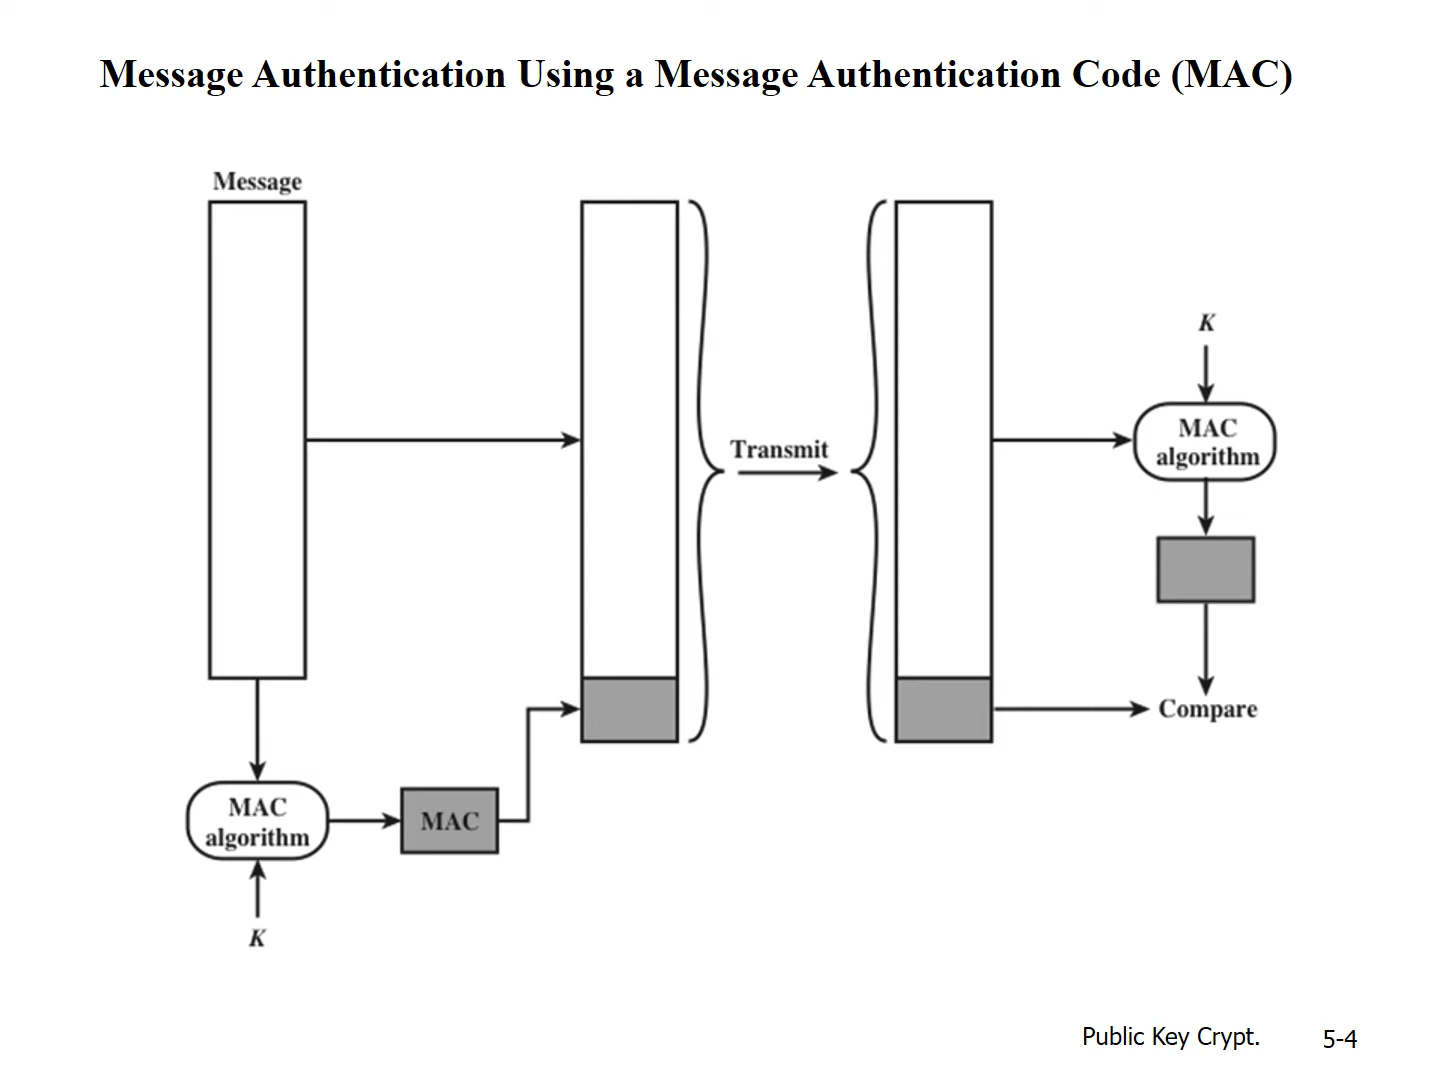 Message Authentication Using a Message Authentication Code (MAC)
Message
K
MAC
algorithm
Transmit
Compare
MAC
algorithm
MAC
K
Public Key Crypt.
5-4